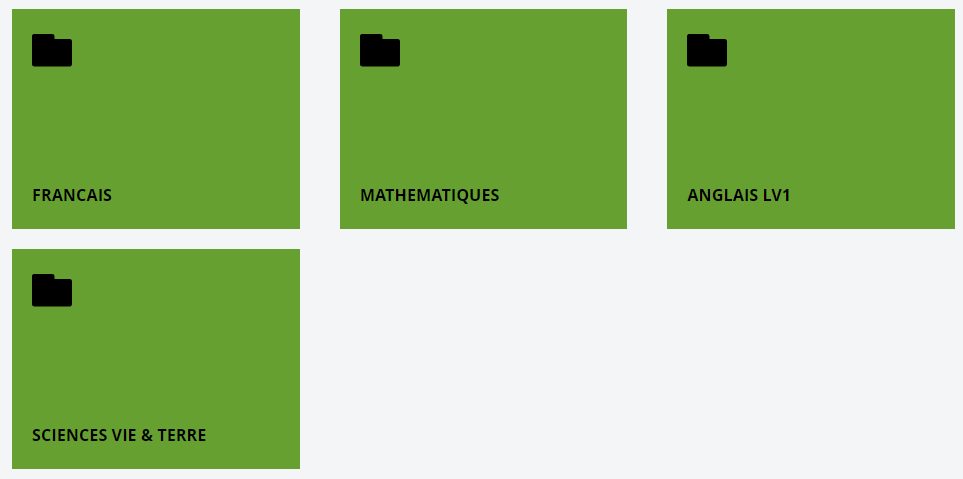 FRANCAIS
MATHEMATIQUES
ANGLAIS LV1
SCIENCES VIE & TERRE